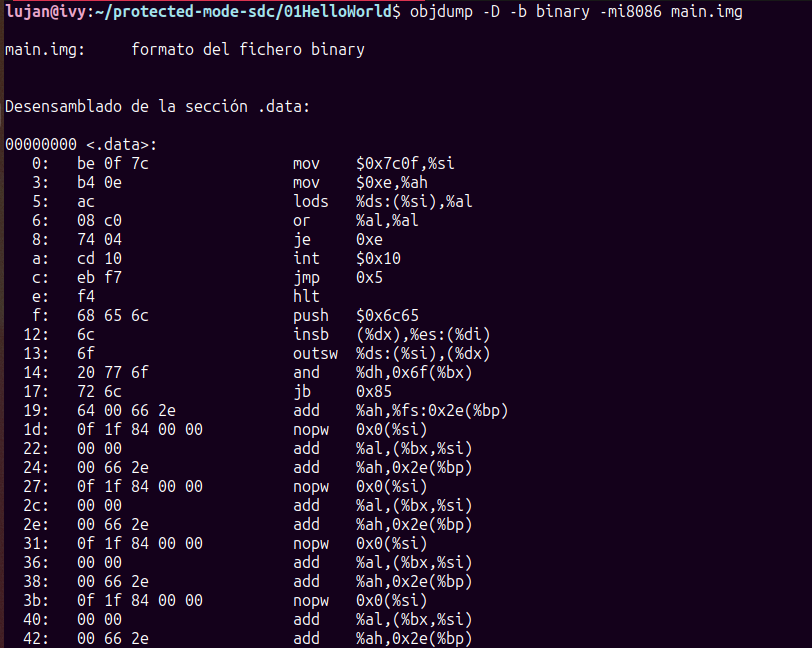 lujan@ivy:~/protected-mode-sdc/01HelloWorld$ objdump -D -b binary -mi8086 main.img
main.img:     formato del fichero binary
Desensamblado de la sección .data:
00000000 <.data>:
   0:	be 0f 7c             	mov    $0x7c0f,%si
   3:	b4 0e                	mov    $0xe,%ah
   5:	ac                   	lods   %ds:(%si),%al
   6:	08 c0                	or     %al,%al
   8:	74 04                	je     0xe
   a:	cd 10                	int    $0x10
   c:	eb f7                	jmp    0x5
   e:	f4                   	hlt
   f:	68 65 6c             	push   $0x6c65
  12:	6c                   	insb   (%dx),%es:(%di)
  13:	6f                   	outsw  %ds:(%si),(%dx)
  14:	20 77 6f             	and    %dh,0x6f(%bx)
  17:	72 6c                	jb     0x85
  19:	64 00 66 2e          	add    %ah,%fs:0x2e(%bp)
  1d:	0f 1f 84 00 00       	nopw   0x0(%si)
  22:	00 00                	add    %al,(%bx,%si)
  24:	00 66 2e             	add    %ah,0x2e(%bp)
  27:	0f 1f 84 00 00       	nopw   0x0(%si)
  2c:	00 00                	add    %al,(%bx,%si)
  2e:	00 66 2e             	add    %ah,0x2e(%bp)
  31:	0f 1f 84 00 00       	nopw   0x0(%si)
  36:	00 00                	add    %al,(%bx,%si)
  38:	00 66 2e             	add    %ah,0x2e(%bp)
  3b:	0f 1f 84 00 00       	nopw   0x0(%si)
  40:	00 00                	add    %al,(%bx,%si)
  42:	00 66 2e             	add    %ah,0x2e(%bp)